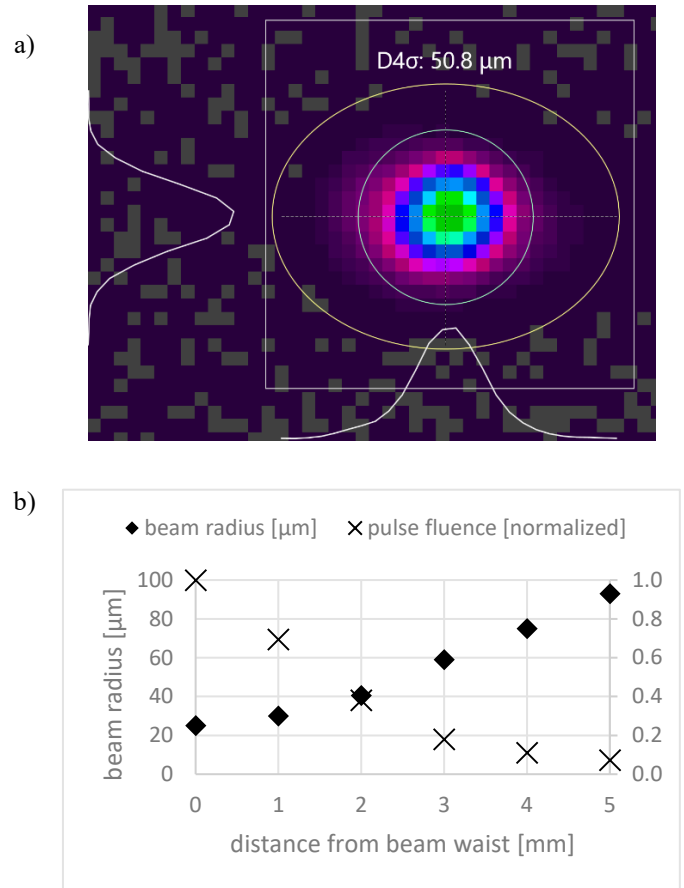 a)
D4σ: 50.8 µm
b)
beam radius [µm] pulse fluence [normalized]
100 1.0
80 0.8
60 0.6
40 0.4
20 0.2
0 0.0
0 1 2 3 4 5
beam radius [µm]
distance from beam waist [mm]